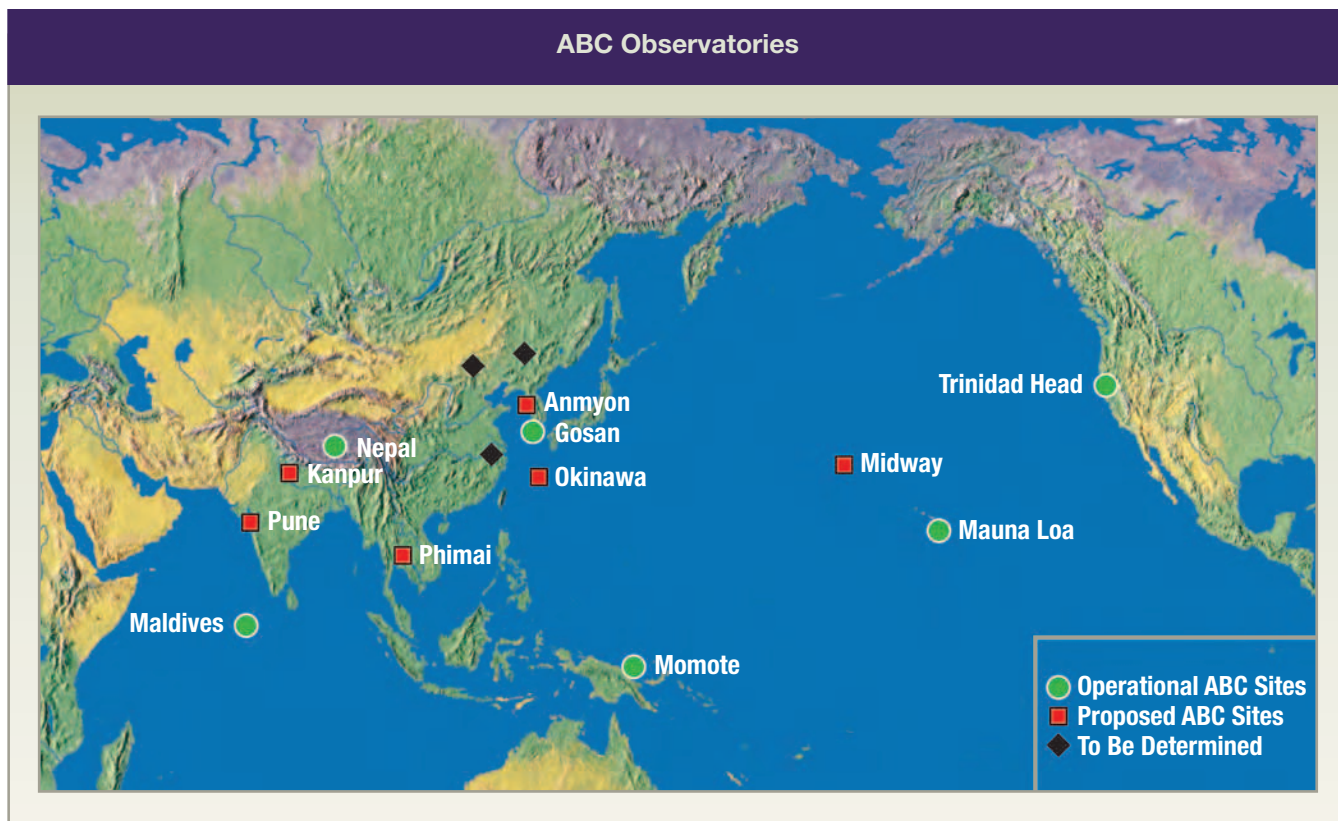 ABC Observatories
Trinidad Head
Anmyon
Gosan
Nepal
Midway
Kanpur
Okinawa
Pune
Mauna Loa
Phimai
Maldives
Momote
Operational ABC Sites
Proposed ABC Sites
To Be Determined